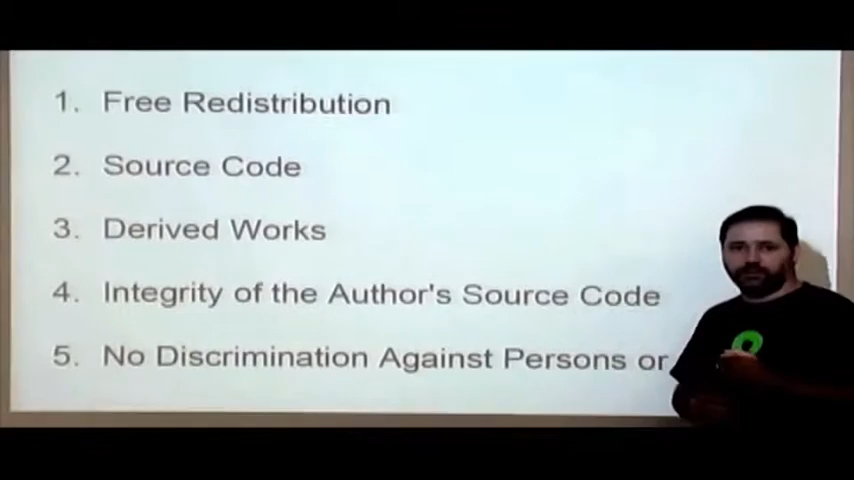 1. Free Redistribution
2. Source Code
3. Derived Works
4. Integrity of the Author's Source Code
5. No Discrimination Against Persons or